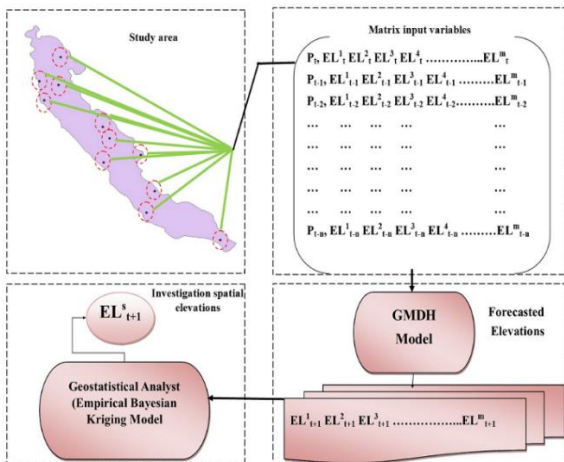 Study area
Matrix input variables
Pₜ, EL¹ₜ EL²ₜ EL³ₜ EL⁴ₜ ...............ELᵐₜ
Pₜ₋₁, EL¹ₜ₋₁ EL²ₜ₋₁ EL³ₜ₋₁ EL⁴ₜ₋₁.........ELᵐₜ₋₁
Pₜ₋₂, EL¹ₜ₋₂ EL²ₜ₋₂ EL³ₜ₋₂ EL⁴ₜ₋₂.........ELᵐₜ₋₂
... ... ... ... ...
... ... ... ... ...
... ... ... ... ...
... ... ... ... ...
... ... ... ... ...
Pₜ₋ₙ, EL¹ₜ₋ₙ EL²ₜ₋ₙ EL³ₜ₋ₙ EL⁴ₜ₋ₙ .........ELᵐₜ₋ₙ
Investigation spatial
elevations
ELˢₜ₊₁
Geostatistical Analyst
(Empirical Bayesian
Kriging Model
GMDH
Model
Forecasted
Elevations
EL¹ₜ₊₁ EL²ₜ₊₁ EL³ₜ₊₁ ..................ELᵐₜ₊₁